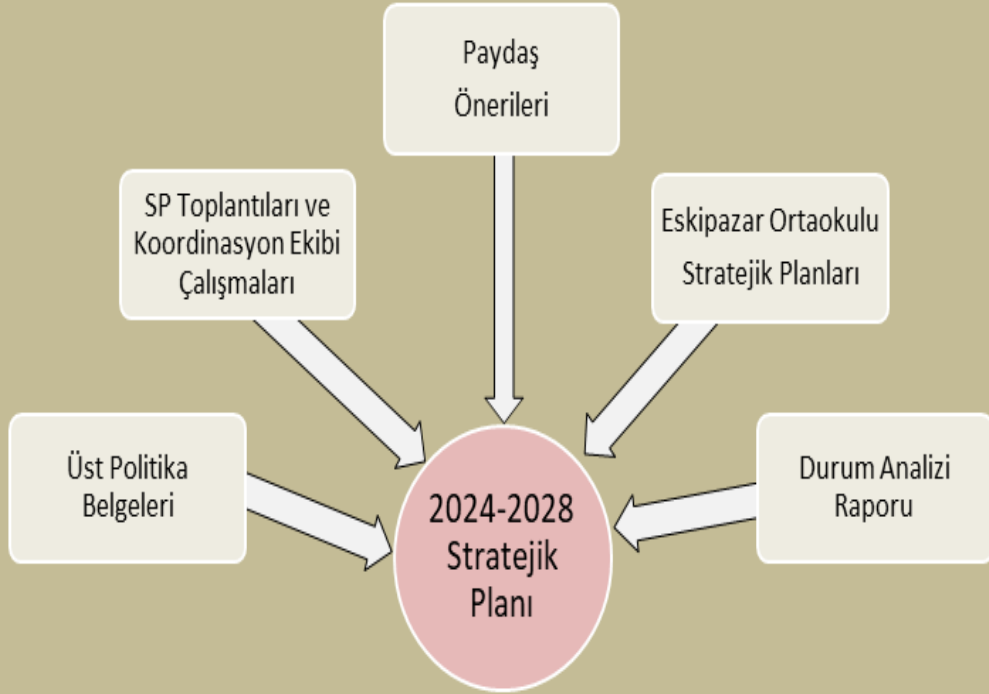 Paydaş
Önerileri
SP Toplantıları ve
Koordinasyon Ekibi
Çalışmaları
Eskipazar Ortaokulu
Stratejik Planları
Üst Politika
Belgeleri
Durum Analizi
Raporu
2024-2028
Stratejik
Planı